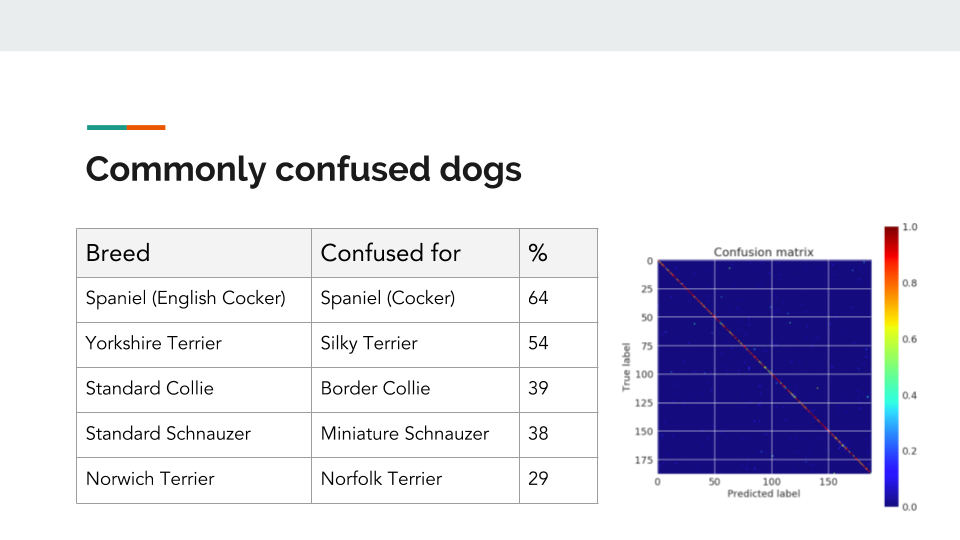 Commonly confused dogs
Breed Confused for %
Spaniel (English Cocker) Spaniel (Cocker) 64
Yorkshire Terrier Silky Terrier 54
Standard Collie Border Collie 39
Standard Schnauzer Miniature Schnauzer 38
Norwich Terrier Norfolk Terrier 29
Confusion matrix
True label
0
25
50
75
100
125
150
175
0 50 100 150
Predicted label
1.0
0.8
0.6
0.4
0.2
0.0